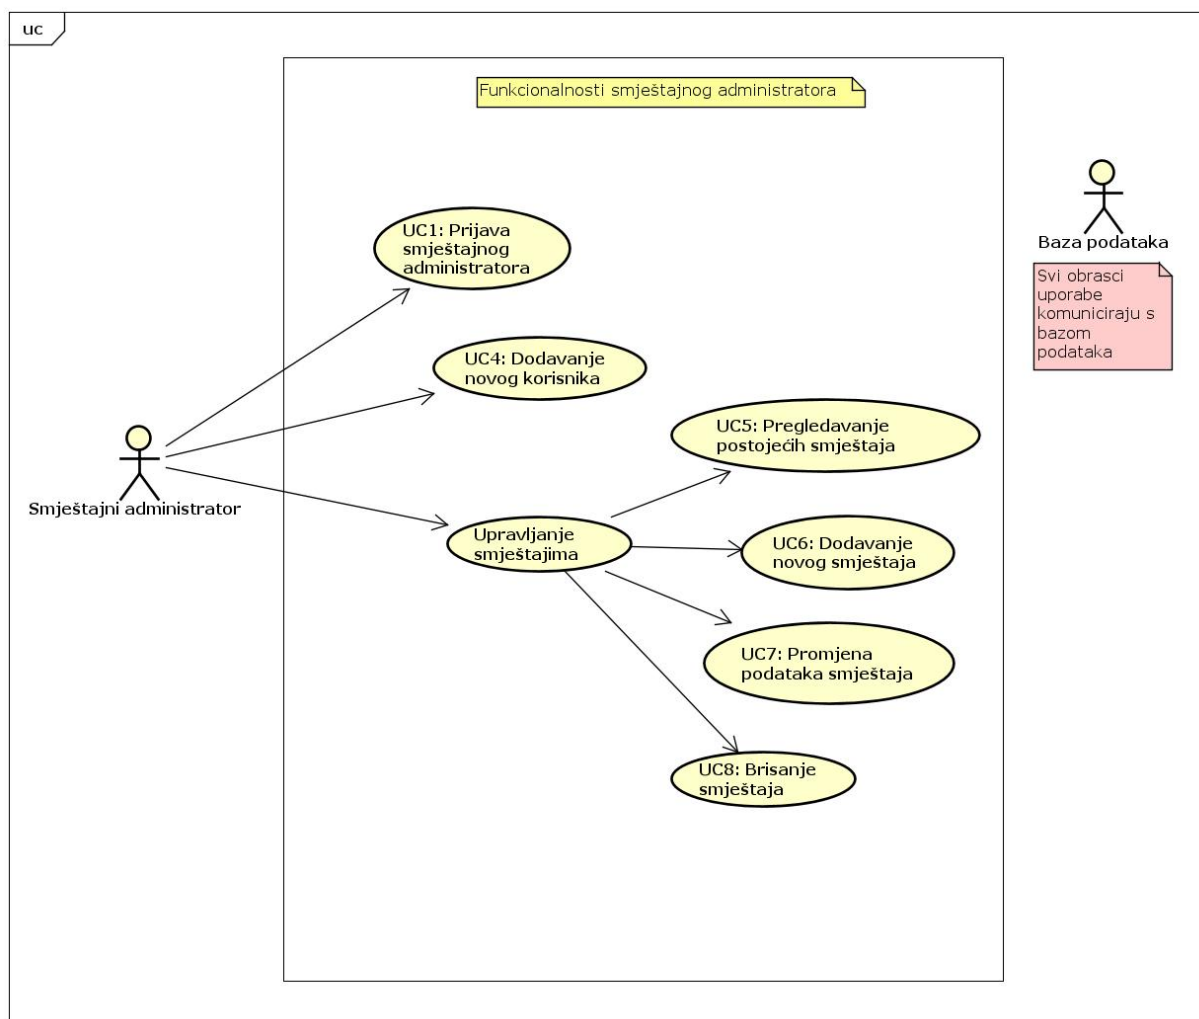 uc
Funkcionalnosti smještajnog administratora
UC1: Prijava
smještajnog
administratora
Baza podataka
Svi obrasci
uporabe
komuniciraju s
bazom
podataka
UC4: Dodavanje
novog korisnika
UC5: Pregledavanje
postojećih smještaja
Smještajni administrator
Upravljanje
smještajima
UC6: Dodavanje
novog smještaja
UC7: Promjena
podataka smještaja
UC8: Brisanje
smještaja